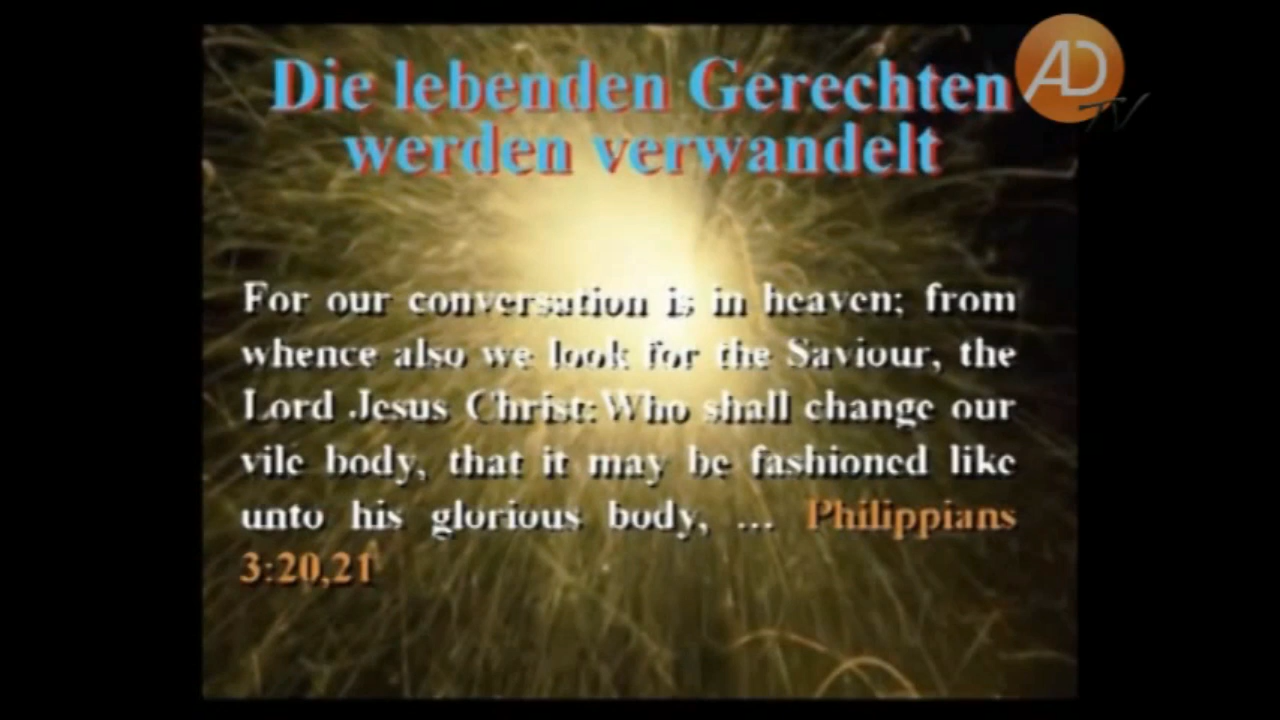 Die lebenden Gerechten
werden verwandelt
AD
TV
For our conversation is in heaven; from
whence also we look for the Saviour, the
Lord Jesus Christ: Who shall change our
vile body, that it may be fashioned like
unto his glorious body, ... Philippians
3:20,21